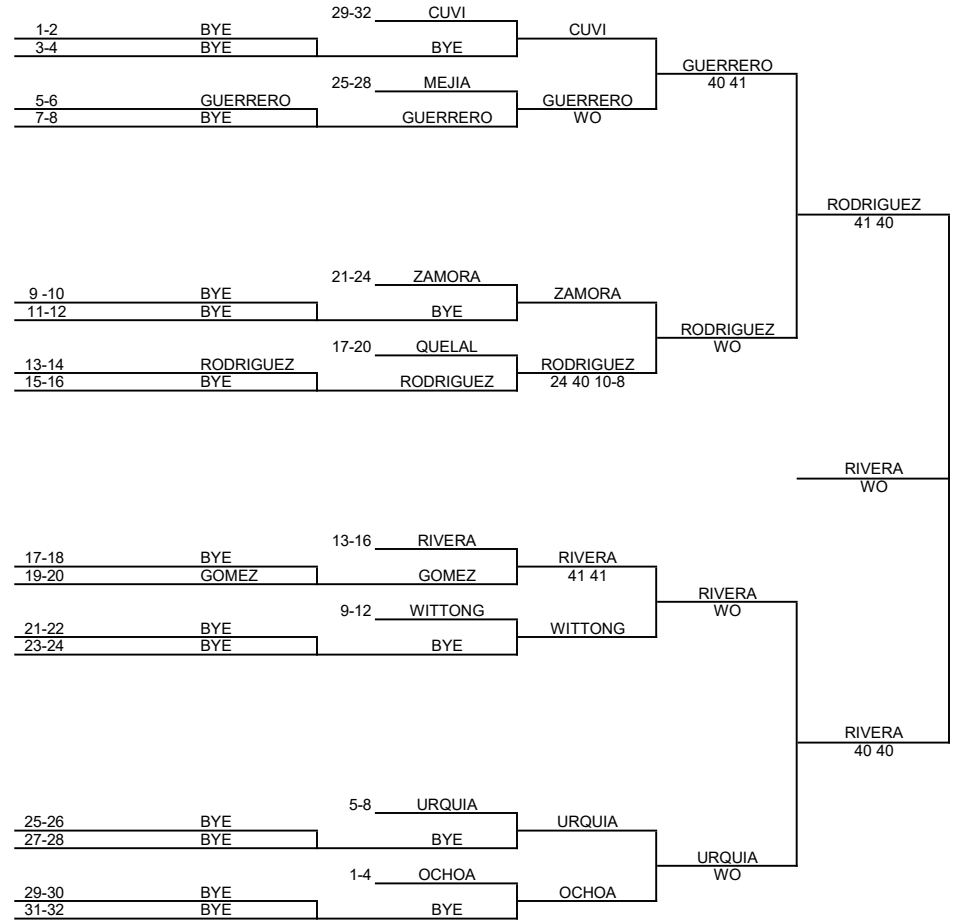 29-32 CUVI
1-2 BYE CUVI
3-4 BYE BYE
GUERRERO
25-28 MEJIA 40 41
5-6 GUERRERO GUERRERO
7-8 BYE GUERRERO WO
RODRIGUEZ
41 40
21-24 ZAMORA
9 -10 BYE ZAMORA
11-12 BYE BYE
RODRIGUEZ
17-20 QUELAL WO
13-14 RODRIGUEZ RODRIGUEZ
15-16 BYE RODRIGUEZ 24 40 10-8
RIVERA
WO
13-16 RIVERA
17-18 BYE RIVERA
19-20 GOMEZ GOMEZ 41 41
RIVERA
9-12 WITTONG WO
21-22 BYE WITTONG
23-24 BYE BYE
RIVERA
40 40
5-8 URQUIA
25-26 BYE URQUIA
27-28 BYE BYE
URQUIA
1-4 OCHOA WO
29-30 BYE OCHOA
31-32 BYE BYE